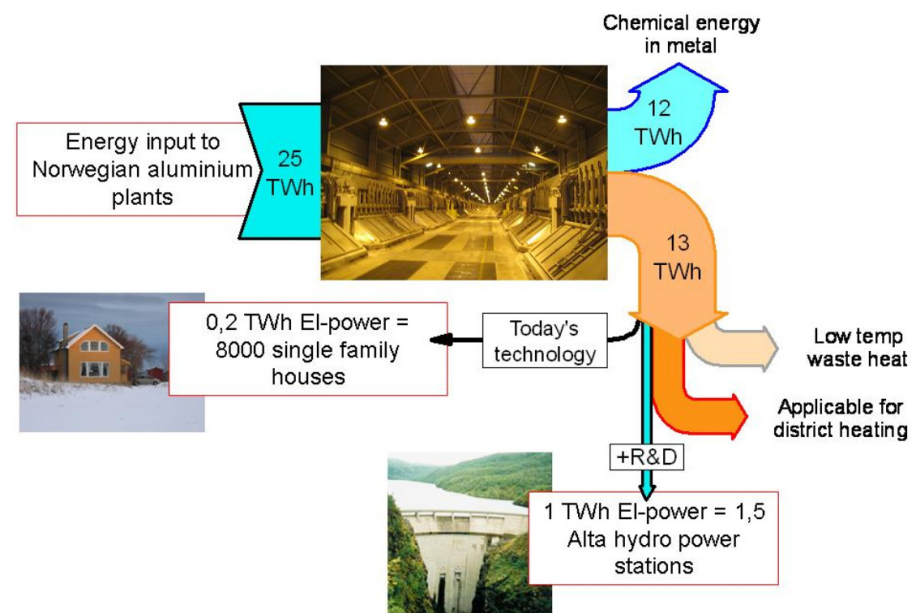 Chemical energy
in metal
12
TWh
Energy input to
Norwegian aluminium
plants
25
TWh
13
TWh
0,2 TWh El-power =
8000 single family
houses
Today's
technology
Low temp
waste heat
Applicable for
district heating
+R&D
1 TWh El-power = 1,5
Alta hydro power
stations